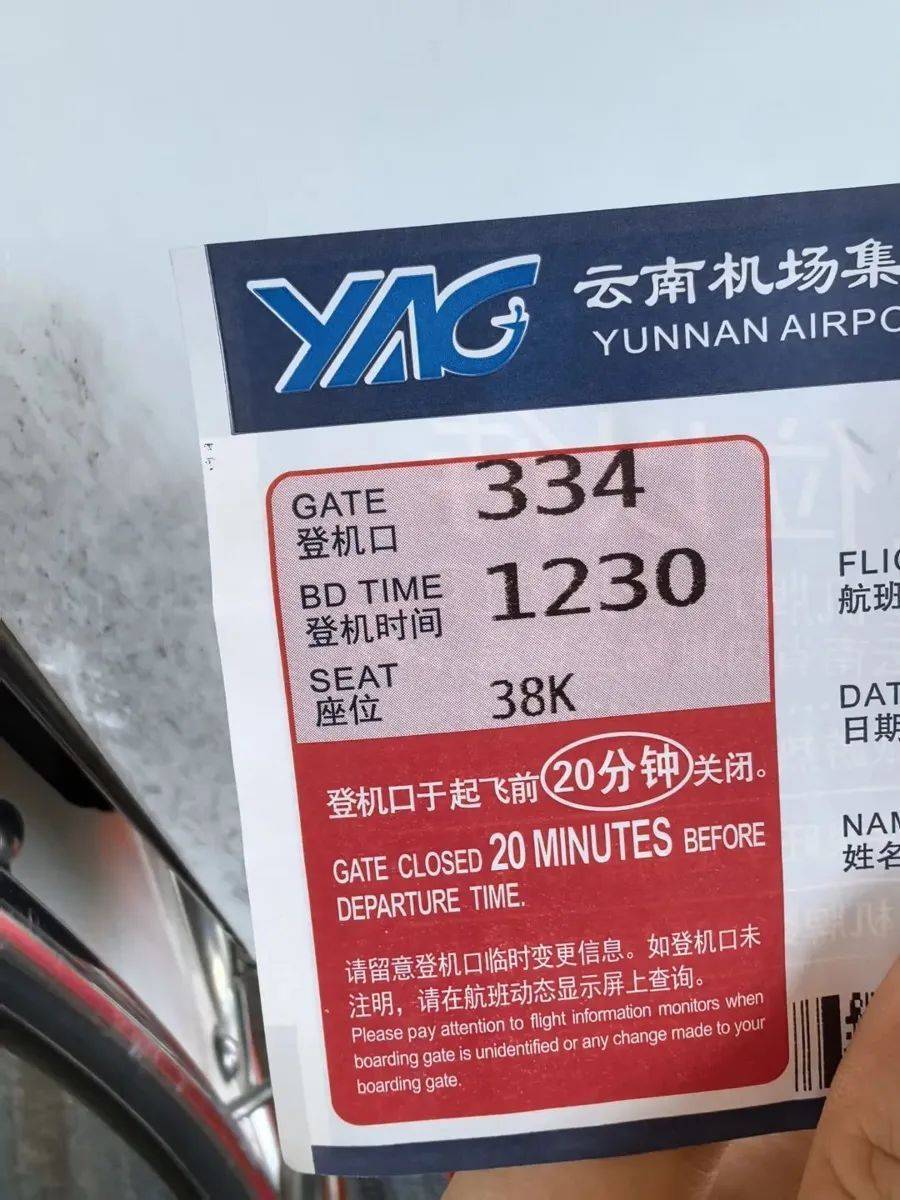 YAG
云南机场集
YUNNAN AIRPO
GATE 334
登机口
BD TIME 1230
登机时间
SEAT 38K
座位
登机口于起飞前20分钟关闭。
GATE CLOSED 20 MINUTES BEFORE
DEPARTURE TIME.
请留意登机口临时变更信息。如登机口未
注明，请在航班动态显示屏上查询。
Please pay attention to flight information monitors when
boarding gate is unidentified or any change made to your
boarding gate.
FLIG
航班
DAT
日期
NAM
姓名